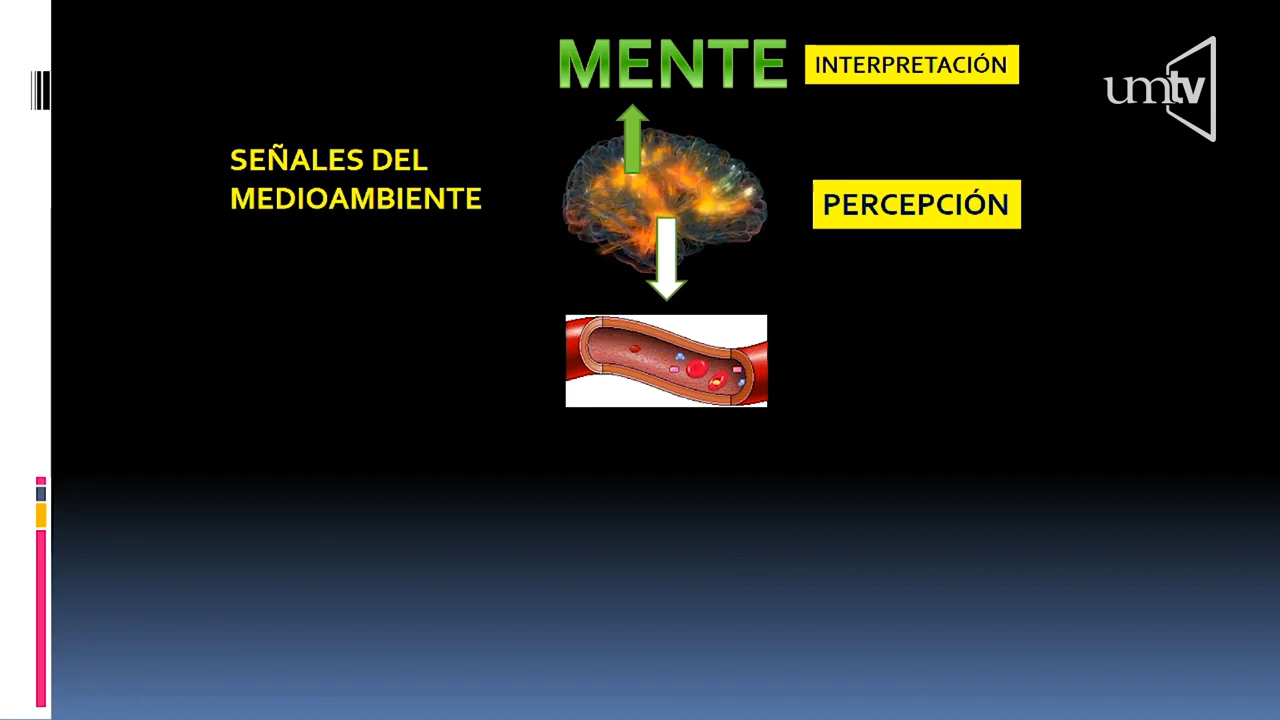 MENTE
INTERPRETACIÓN
umtv
SEÑALES DEL
MEDIOAMBIENTE
PERCEPCIÓN